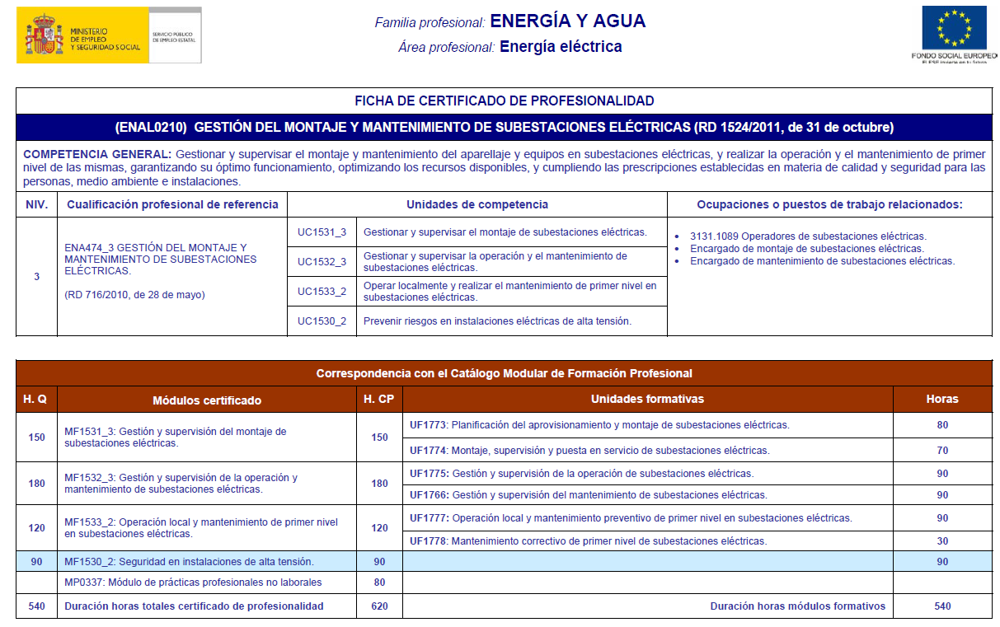 MINISTERIO
DE EMPLEO
Y SEGURIDAD SOCIAL
SERVICIO PÚBLICO
DE EMPLEO ESTATAL
Familia profesional: ENERGÍA Y AGUA
Área profesional: Energía eléctrica
FONDO SOCIAL EUROPEO
El FSE invierte en tu futuro
FICHA DE CERTIFICADO DE PROFESIONALIDAD
(ENAL0210) GESTIÓN DEL MONTAJE Y MANTENIMIENTO DE SUBESTACIONES ELÉCTRICAS (RD 1524/2011, de 31 de octubre)
COMPETENCIA GENERAL: Gestionar y supervisar el montaje y mantenimiento del aparellaje y equipos en subestaciones eléctricas, y realizar la operación y el mantenimiento de primer
nivel de las mismas, garantizando su óptimo funcionamiento, optimizando los recursos disponibles, y cumpliendo las prescripciones establecidas en materia de calidad y seguridad para las
personas, medio ambiente e instalaciones.
NIV. Cualificación profesional de referencia Unidades de competencia Ocupaciones o puestos de trabajo relacionados:
3
ENA474_3 GESTIÓN DEL MONTAJE Y
MANTENIMIENTO DE SUBESTACIONES
ELÉCTRICAS.
(RD 716/2010, de 28 de mayo)
UC1531_3 Gestionar y supervisar el montaje de subestaciones eléctricas.
UC1532_3 Gestionar y supervisar la operación y el mantenimiento de
subestaciones eléctricas.
UC1533_2 Operar localmente y realizar el mantenimiento de primer nivel en
subestaciones eléctricas.
UC1530_2 Prevenir riesgos en instalaciones eléctricas de alta tensión.
• 3131.1089 Operadores de subestaciones eléctricas.
• Encargado de montaje de subestaciones eléctricas.
• Encargado de mantenimiento de subestaciones eléctricas.
Correspondencia con el Catálogo Modular de Formación Profesional
H. Q Módulos certificado H. CP Unidades formativas Horas
150 MF1531_3: Gestión y supervisión del montaje de
subestaciones eléctricas. 150
UF1773: Planificación del aprovisionamiento y montaje de subestaciones eléctricas. 80
UF1774: Montaje, supervisión y puesta en servicio de subestaciones eléctricas. 70
180 MF1532_3: Gestión y supervisión de la operación y
mantenimiento de subestaciones eléctricas. 180
UF1775: Gestión y supervisión de la operación de subestaciones eléctricas. 90
UF1766: Gestión y supervisión del mantenimiento de subestaciones eléctricas. 90
120 MF1533_2: Operación local y mantenimiento de primer nivel
en subestaciones eléctricas. 120
UF1777: Operación local y mantenimiento preventivo de primer nivel en subestaciones eléctricas. 90
UF1778: Mantenimiento correctivo de primer nivel de subestaciones eléctricas. 30
90 MF1530_2: Seguridad en instalaciones de alta tensión. 90 90
MP0337: Módulo de prácticas profesionales no laborales 80
540 Duración horas totales certificado de profesionalidad 620 Duración horas módulos formativos 540